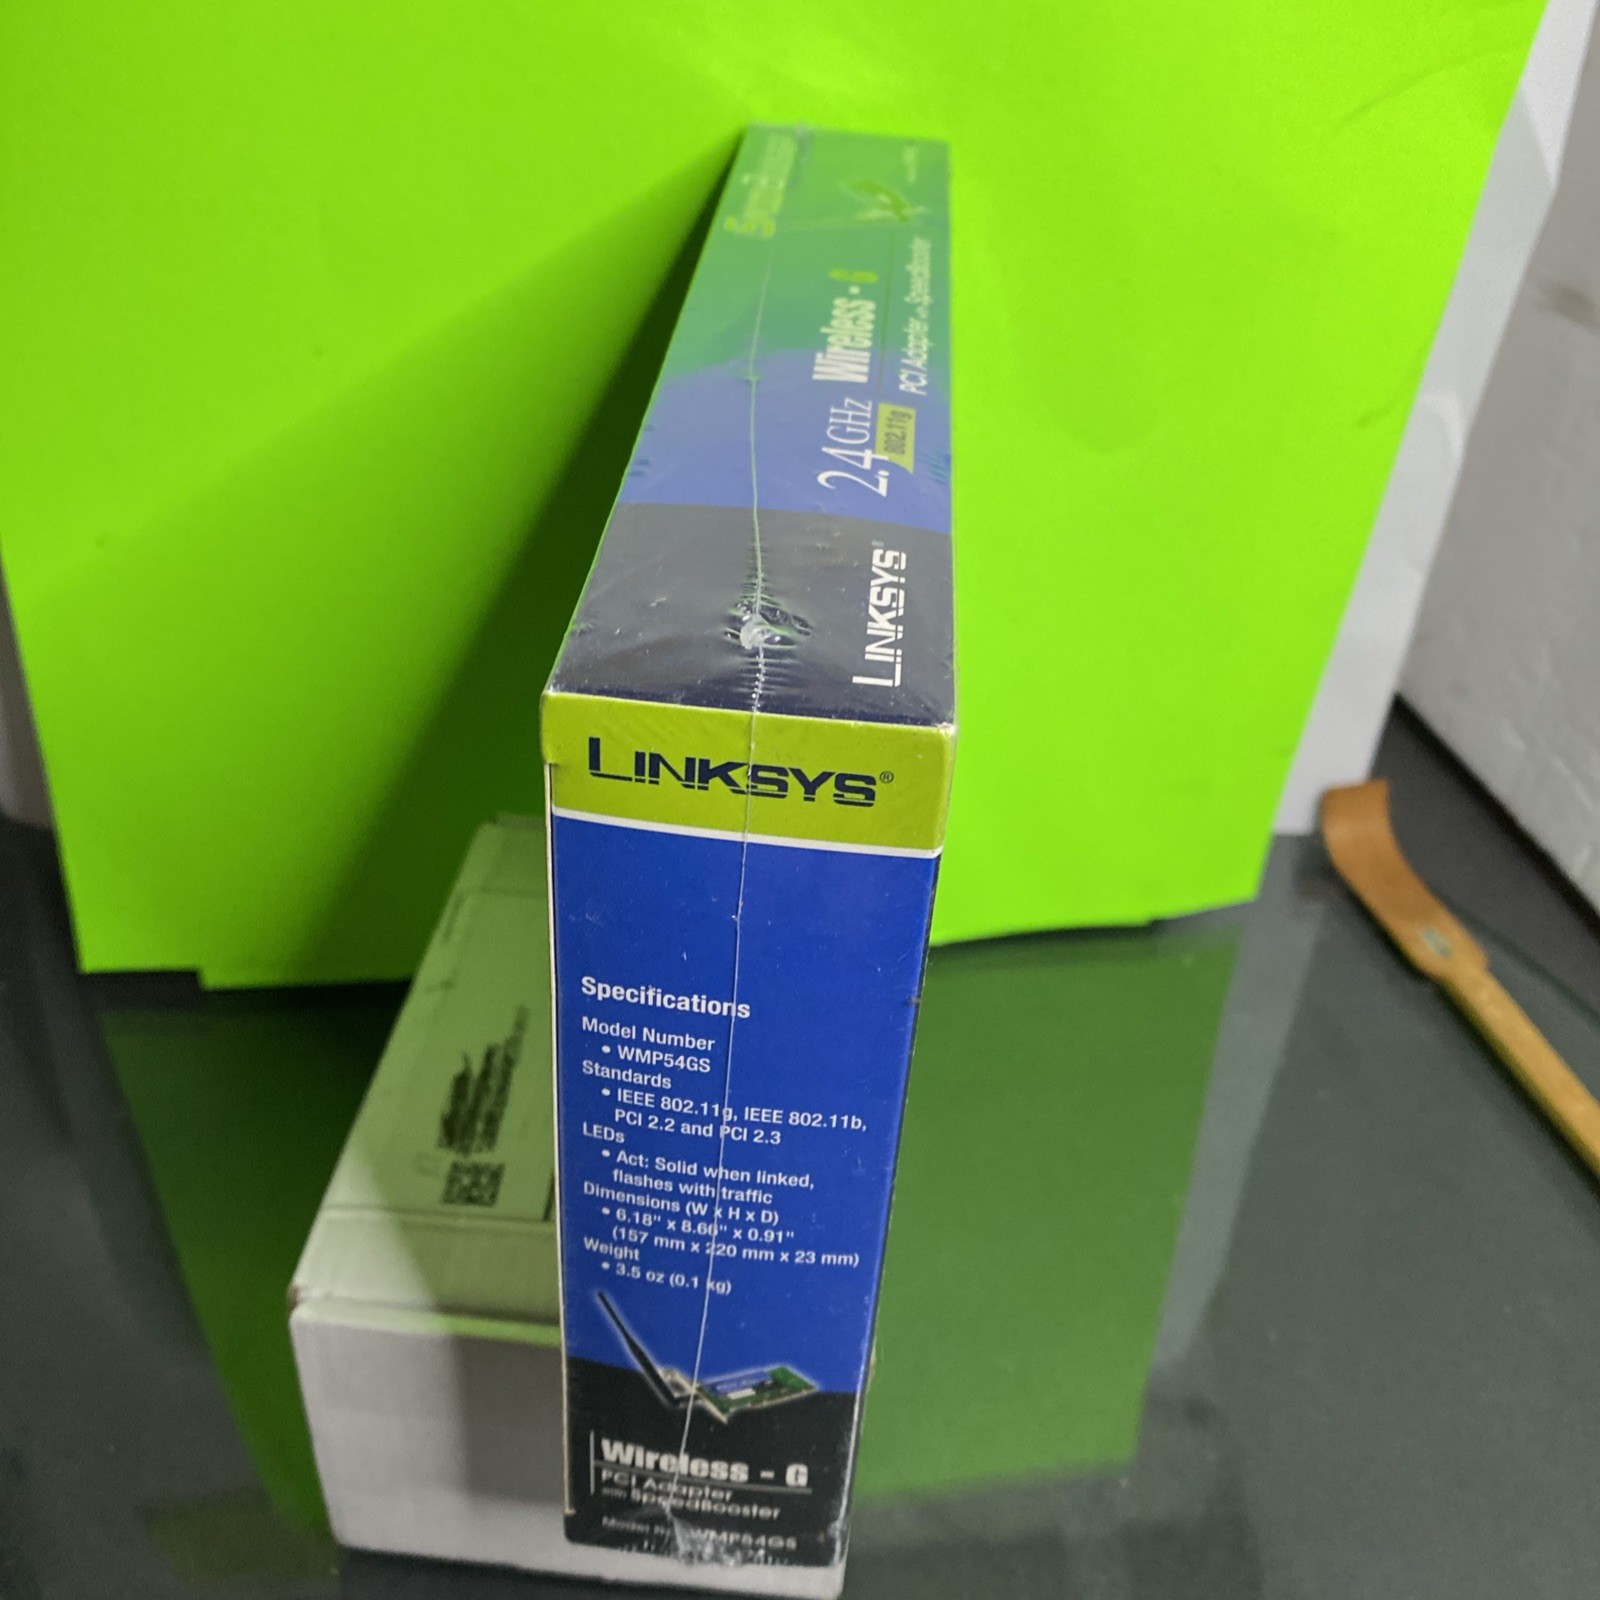 SpeedBooster
2.4GHz Wireless-G
802.11g
PCI Adapter with SpeedBooster
LINKSYS
LINKSYS®
Specifications
Model Number
• WMP54GS
Standards
• IEEE 802.11g, IEEE 802.11b,
PCI 2.2 and PCI 2.3
LEDs
• Act: Solid when linked,
flashes with traffic
Dimensions (W x H x D)
• 6.18" x 8.66" x 0.91"
(157 mm x 220 mm x 23 mm)
Weight
• 3.5 oz (0.1 kg)
Wireless - G
PCI Adapter
with SpeedBooster
Model No. WMP54GS